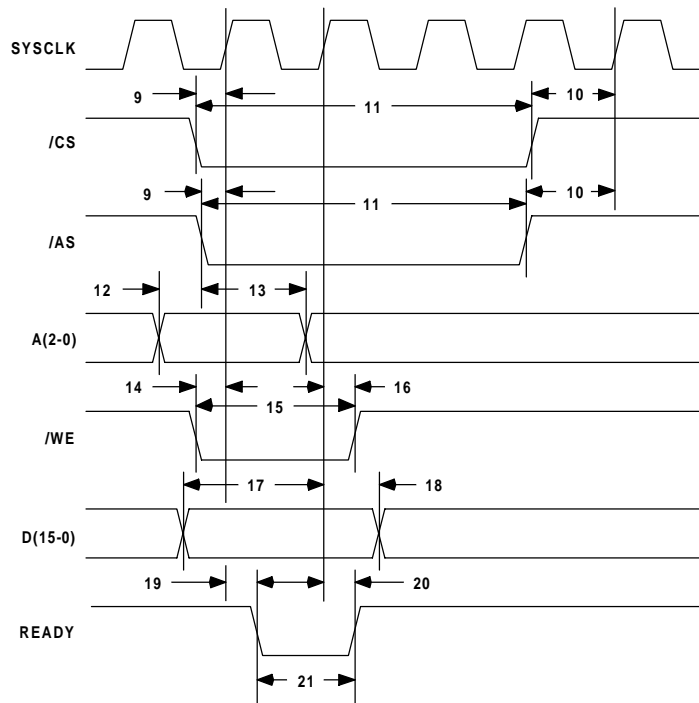 SYSCLK
9 11 10
/CS
9 11 10
/AS
12 13
A(2-0)
14 15 16
/WE
17 18
D(15-0)
19 20
READY
21